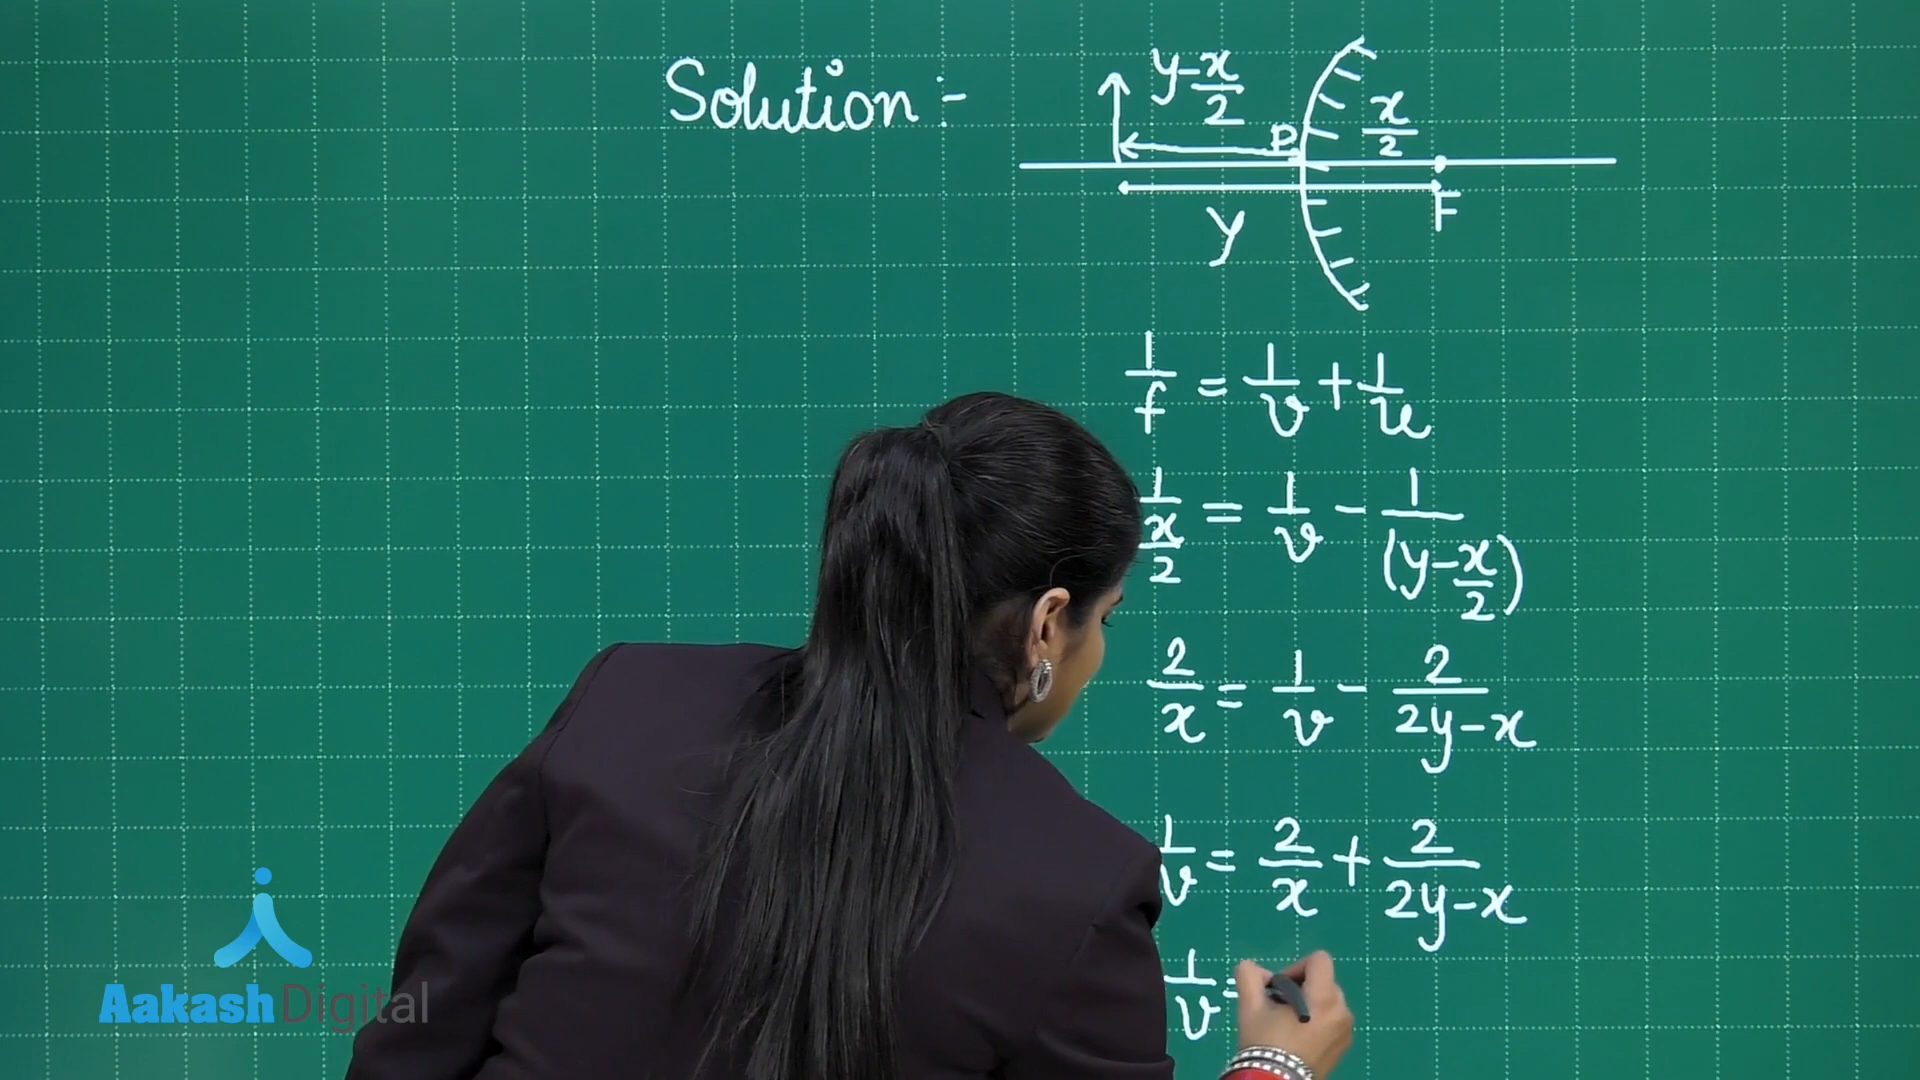 Solution:-
y-x/2
P
x/2
F
y
1/f = 1/v + 1/u
1/(x/2) = 1/v - 1/(y-x/2)
2/x = 1/v - 2/(2y-x)
1/v = 2/x + 2/(2y-x)
1/v =
Aakash Digital